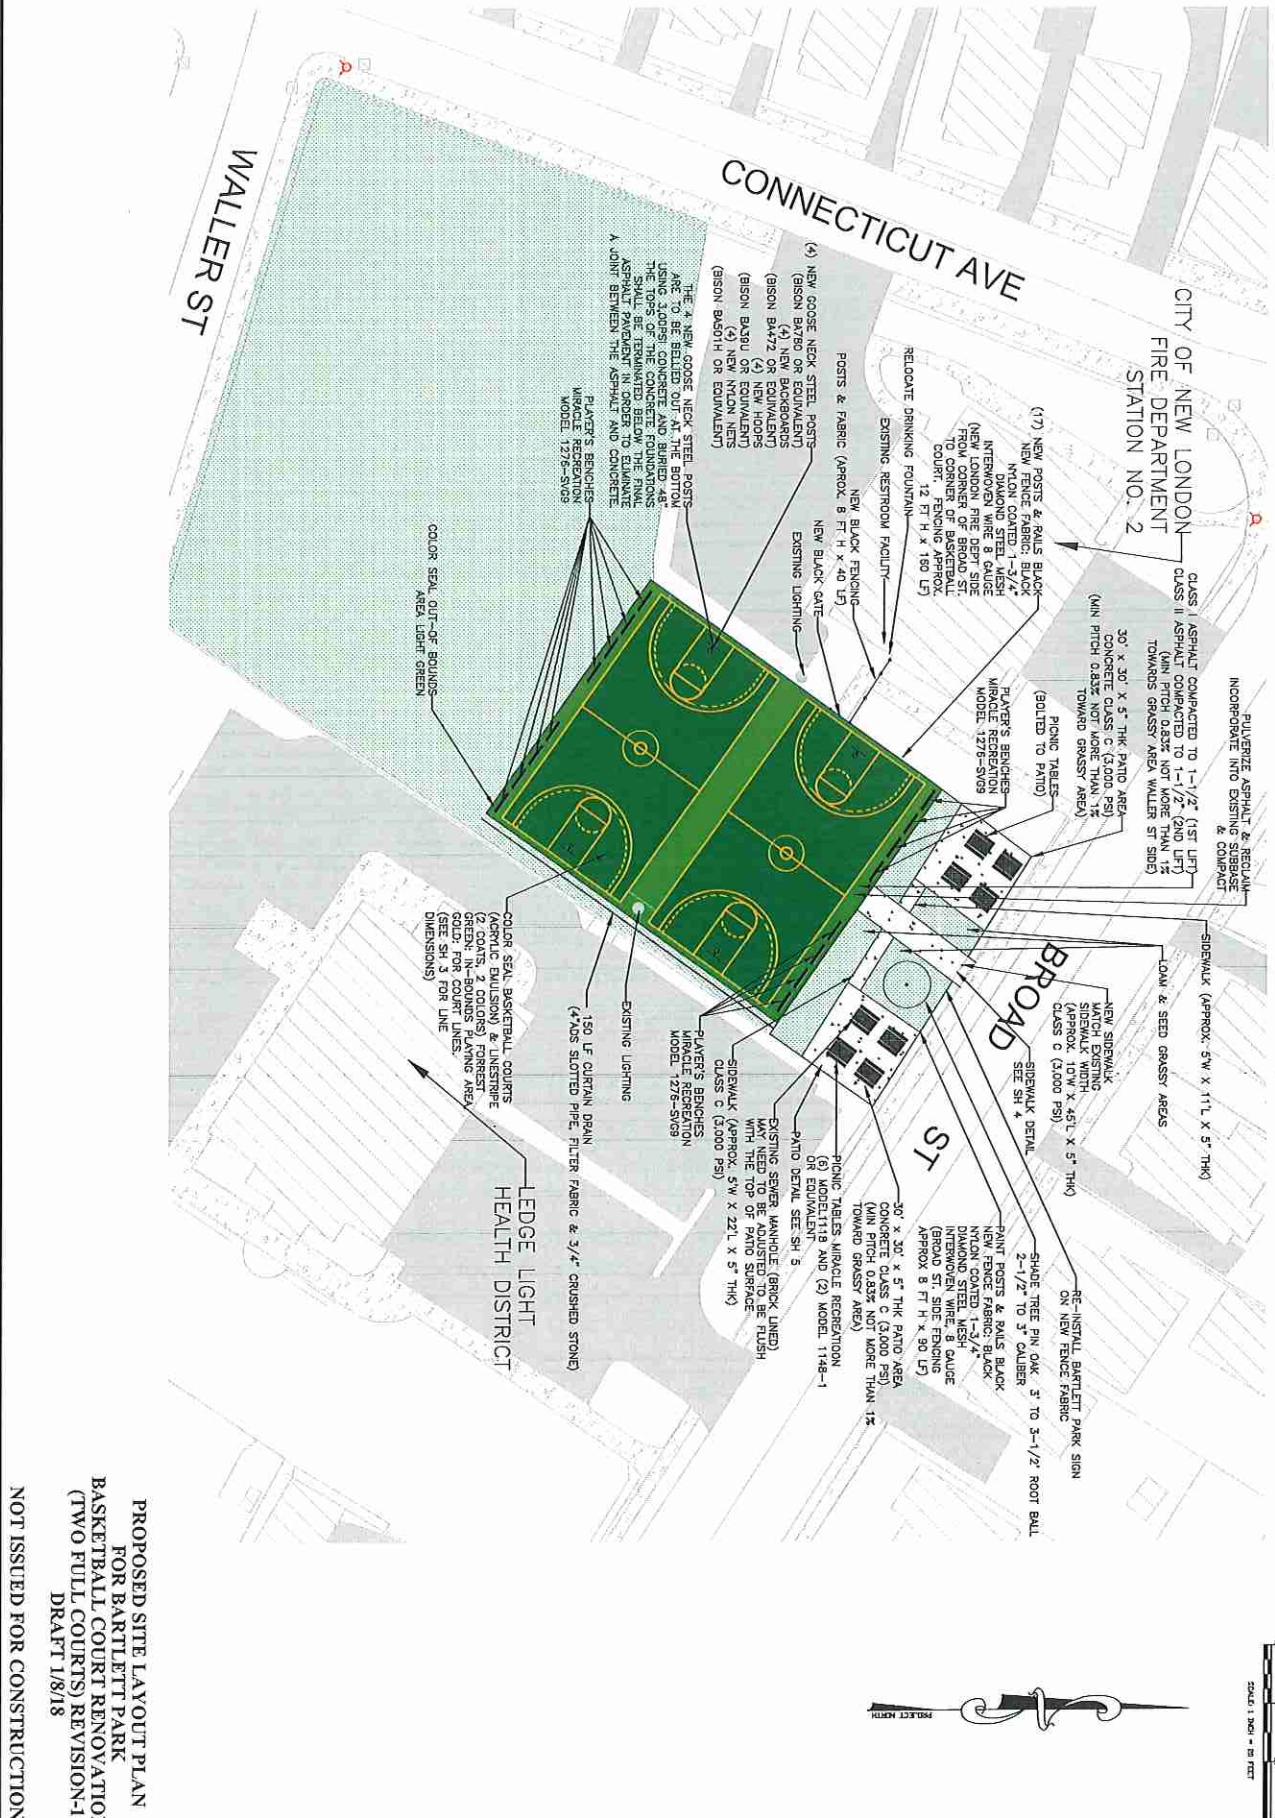 CONNECTICUT AVE
WALLER ST
BROAD
ST
CITY OF NEW LONDON
FIRE DEPARTMENT
STATION NO. 2
LEDGE LIGHT
HEALTH DISTRICT
PULVERIZE ASPHALT & RECLAIM
INCORPORATE INTO EXISTING SUBBASE
& COMPACT
CLASS I ASPHALT COMPACTED TO 1-1/2" (1ST LIFT)
CLASS II ASPHALT COMPACTED TO 1-1/2" (2ND LIFT)
(MIN PITCH 0.83% NOT MORE THAN 1%
TOWARDS GRASSY AREA WALLER ST SIDE)
30' X 30' X 5" THK PATIO AREA
CONCRETE CLASS C (3,000 PSI)
(MIN PITCH 0.83% NOT MORE THAN 1%
TOWARD GRASSY AREA)
PICNIC TABLES
(BOLTED TO PATIO)
PLAYER'S BENCHES
MIRACLE RECREATION
MODEL 1276-SVG9
(17) NEW POSTS & RAILS BLACK
NEW FENCE FABRIC: BLACK
NYLON COATED 1-3/4"
DIAMOND STEEL MESH
INTERWOVEN WIRE 8 GAUGE
(NEW LONDON FIRE DEPT SIDE
FROM CORNER OF BROAD ST.
TO CORNER OF BASKETBALL
COURT. FENCING APPROX.
12 FT H x 160 LF)
RELOCATE DRINKING FOUNTAIN
EXISTING RESTROOM FACILITY
NEW BLACK FENCING
POSTS & FABRIC (APPROX. 8 FT H x 40 LF)
NEW BLACK GATE
EXISTING LIGHTING
(4) NEW GOOSE NECK STEEL POSTS
(BISON BA780 OR EQUIVALENT)
(4) NEW BACKBOARDS
(BISON BA472 OR EQUIVALENT)
(4) NEW HOOPS
(BISON BA39U OR EQUIVALENT)
(4) NEW NYLON NETS
(BISON BA501H OR EQUIVALENT)
THE 4 NEW GOOSE NECK STEEL POSTS
ARE TO BE BELLIED OUT AT THE BOTTOM
USING 3,00PSI CONCRETE AND BURIED 48"
THE TOPS OF THE CONCRETE FOUNDATIONS
SHALL BE TERMINATED BELOW THE FINAL
ASPHALT PAVEMENT IN ORDER TO ELIMINATE
A JOINT BETWEEN THE ASPHALT AND CONCRETE.
PLAYER'S BENCHES
MIRACLE RECREATION
MODEL 1276-SVG9
COLOR SEAL OUT-OF BOUNDS
AREA LIGHT GREEN
SIDEWALK (APPROX. 5'W X 11'L X 5" THK)
LOAM & SEED GRASSY AREAS
NEW SIDEWALK
MATCH EXISTING
SIDEWALK WIDTH
(APPROX. 10'W X 45'L X 5" THK)
CLASS C (3,000 PSI)
SIDEWALK DETAIL
SEE SH 4
RE-INSTALL BARTLETT PARK SIGN
ON NEW FENCE FABRIC
SHADE TREE PIN OAK 3' TO 3-1/2' ROOT BALL
2-1/2" TO 3" CALIBER
PAINT POSTS & RAILS BLACK
NEW FENCE FABRIC: BLACK
NYLON COATED 1-3/4"
DIAMOND STEEL MESH
INTERWOVEN WIRE, 8 GAUGE
(BROAD ST. SIDE FENCING
APPROX 8 FT H x 90 LF)
30' x 30' x 5" THK PATIO AREA
CONCRETE CLASS C (3,000 PSI)
(MIN PITCH 0.83% NOT MORE THAN 1%
TOWARD GRASSY AREA)
PICNIC TABLES MIRACLE RECREATION
(6) MODEL1118 AND (2) MODEL 1148-1
OR EQUIVALENT
PATIO DETAIL SEE SH 5
EXISTING SEWER MANHOLE (BRICK LINED)
MAY NEED TO BE ADJUSTED TO BE FLUSH
WITH THE TOP OF PATIO SURFACE
SIDEWALK (APPROX. 5'W X 22'L X 5" THK)
CLASS C (3,000 PSI)
PLAYER'S BENCHES
MIRACLE RECREATION
MODEL 1276-SVG9
EXISTING LIGHTING
150 LF CURTAIN DRAIN
(4"ADS SLOTTED PIPE, FILTER FABRIC & 3/4" CRUSHED STONE)
COLOR SEAL BASKETBALL COURTS
(ACRYLIC EMULSION) & LINESTRIPE
(2 COATS, 2 COLORS) FORREST
GREEN: IN-BOUNDS PLAYING AREA
GOLD: FOR COURT LINES.
(SEE SH 3 FOR LINE
DIMENSIONS)
PROJECT NORTH
SCALE: 1 INCH = 20 FEET
PROPOSED SITE LAYOUT PLAN
FOR BARTLETT PARK
BASKETBALL COURT RENOVATIO
(TWO FULL COURTS) REVISION-1
DRAFT 1/8/18
NOT ISSUED FOR CONSTRUCTION